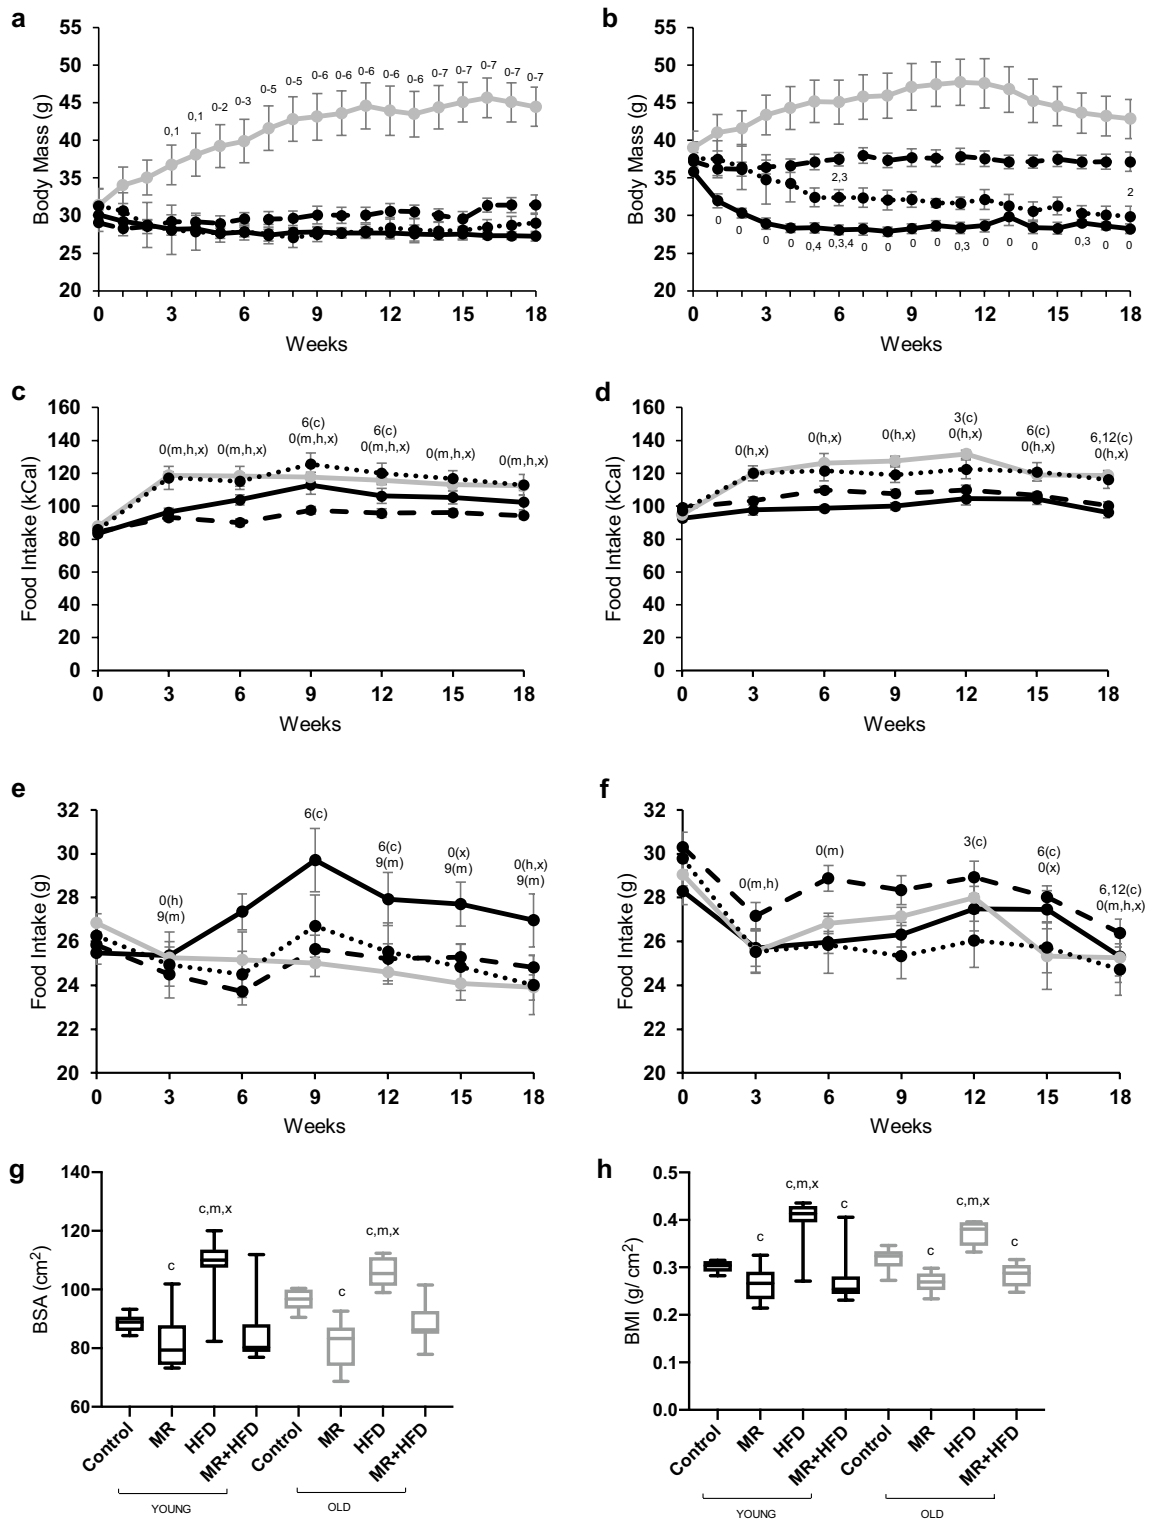 a
55
50
45
40
35
30
25
20
Body Mass (g)
0,1
0,1
0-2
0-3
0-5
0-5
0-6
0-6
0-6
0-6
0-6
0-7
0-7
0-7
0-7
0-7
0 3 6 9 12 15 18
Weeks
b
55
50
45
40
35
30
25
20
Body Mass (g)
2,3
2
0
0
0
0
0,4
0,3,4
0
0
0
0
0,3
0
0
0
0,3
0
0
0 3 6 9 12 15 18
Weeks
c
160
140
120
100
80
60
40
20
0
Food Intake (kCal)
0(m,h,x)
0(m,h,x)
6(c)
0(m,h,x)
6(c)
0(m,h,x)
0(m,h,x)
0(m,h,x)
0 3 6 9 12 15 18
Weeks
d
160
140
120
100
80
60
40
20
0
Food Intake (kCal)
0(h,x)
0(h,x)
0(h,x)
3(c)
0(h,x)
6(c)
0(h,x)
6,12(c)
0(h,x)
0 3 6 9 12 15 18
Weeks
e
32
30
28
26
24
22
20
Food Intake (g)
0(h)
9(m)
6(c)
6(c)
9(m)
0(x)
9(m)
0(h,x)
9(m)
0 3 6 9 12 15 18
Weeks
f
32
30
28
26
24
22
20
Food Intake (g)
0(m,h)
0(m)
3(c)
6(c)
0(x)
6,12(c)
0(m,h,x)
0 3 6 9 12 15 18
Weeks
g
140
120
100
80
60
BSA (cm²)
c
c,m,x
c
c,m,x
Control MR HFD MR+HFD Control MR HFD MR+HFD
YOUNG OLD
h
0.5
0.4
0.3
0.2
0.1
0.0
BMI (g/ cm²)
c
c,m,x
c
c
c,m,x
c
Control MR HFD MR+HFD Control MR HFD MR+HFD
YOUNG OLD